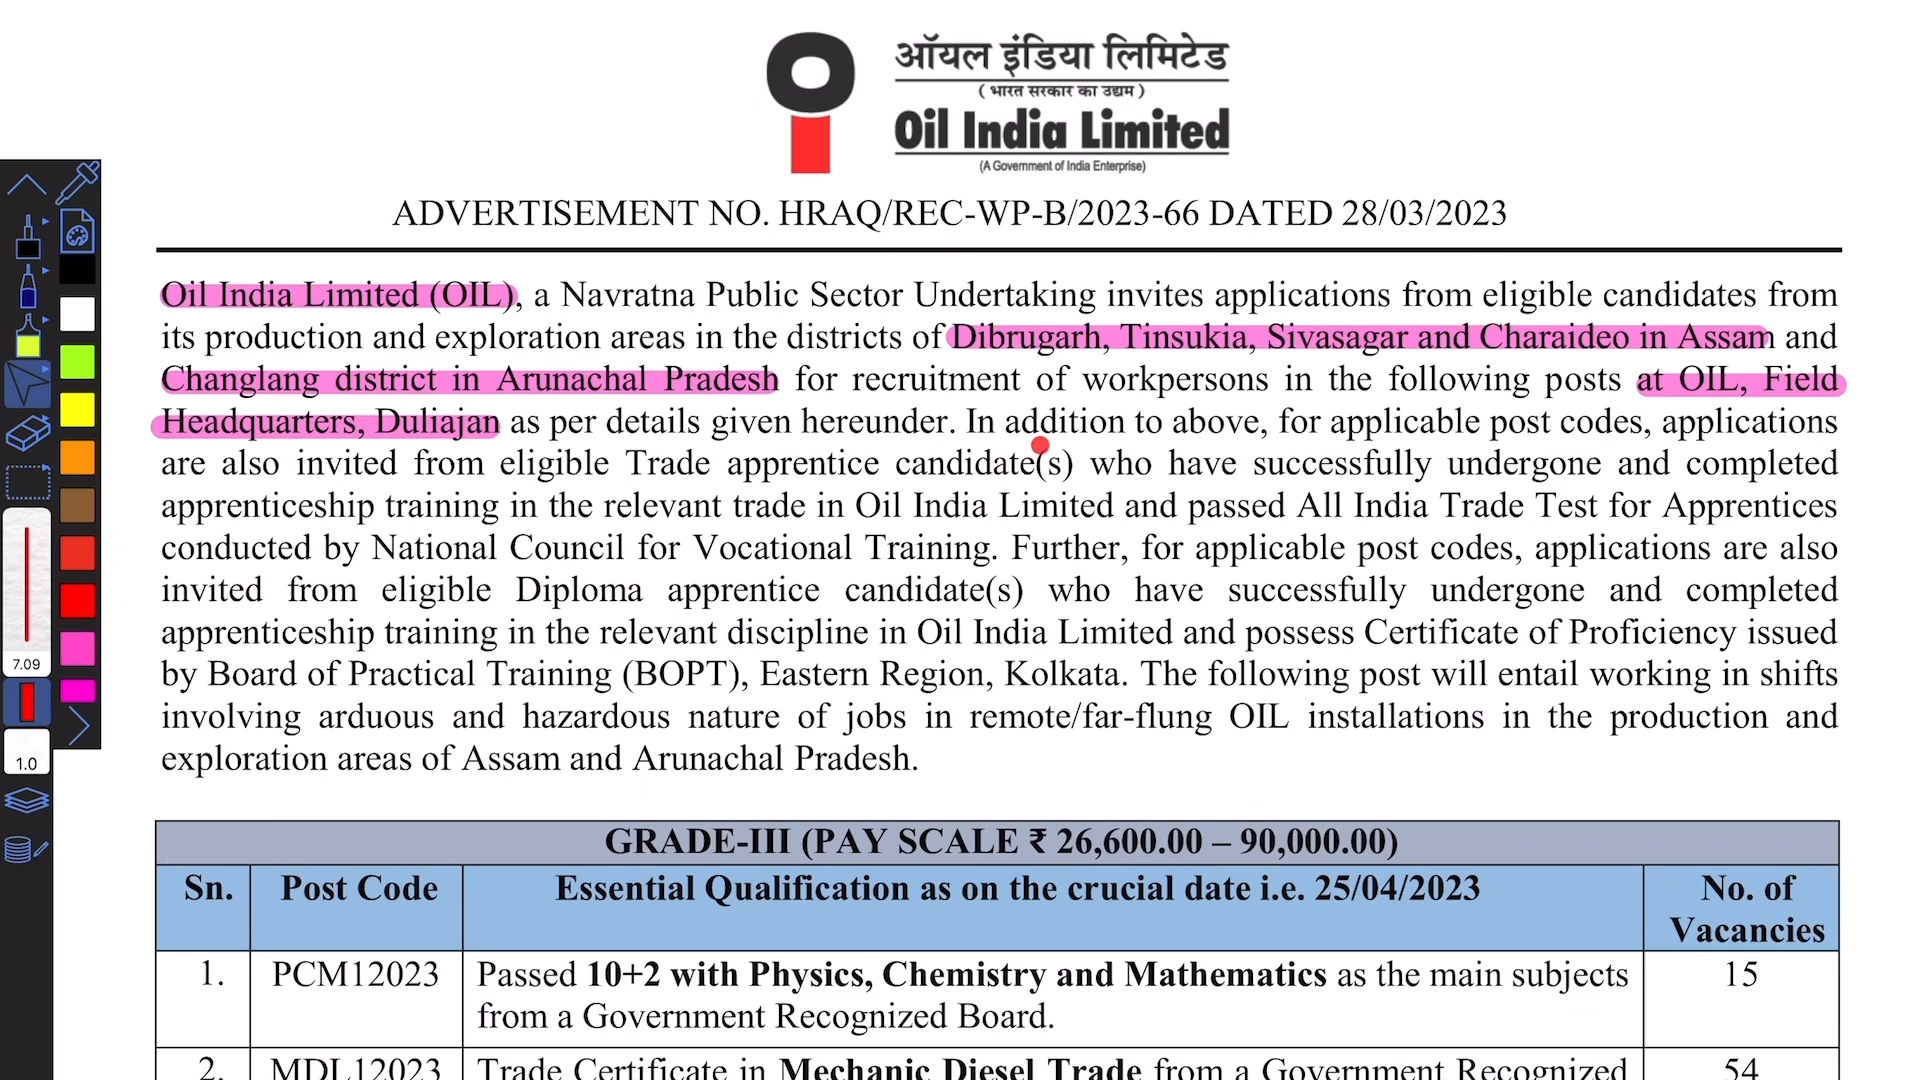 ऑयल इंडिया लिमिटेड
( भारत सरकार का उद्यम )
Oil India Limited
(A Government of India Enterprise)
ADVERTISEMENT NO. HRAQ/REC-WP-B/2023-66 DATED 28/03/2023
Oil India Limited (OIL), a Navratna Public Sector Undertaking invites applications from eligible candidates from
its production and exploration areas in the districts of Dibrugarh, Tinsukia, Sivasagar and Charaideo in Assam and
Changlang district in Arunachal Pradesh for recruitment of workpersons in the following posts at OIL, Field
Headquarters, Duliajan as per details given hereunder. In addition to above, for applicable post codes, applications
are also invited from eligible Trade apprentice candidate(s) who have successfully undergone and completed
apprenticeship training in the relevant trade in Oil India Limited and passed All India Trade Test for Apprentices
conducted by National Council for Vocational Training. Further, for applicable post codes, applications are also
invited from eligible Diploma apprentice candidate(s) who have successfully undergone and completed
apprenticeship training in the relevant discipline in Oil India Limited and possess Certificate of Proficiency issued
by Board of Practical Training (BOPT), Eastern Region, Kolkata. The following post will entail working in shifts
involving arduous and hazardous nature of jobs in remote/far-flung OIL installations in the production and
exploration areas of Assam and Arunachal Pradesh.
7.09
1.0
GRADE-III (PAY SCALE ₹ 26,600.00 – 90,000.00)
Sn. Post Code Essential Qualification as on the crucial date i.e. 25/04/2023 No. of
Vacancies
1. PCM12023 Passed 10+2 with Physics, Chemistry and Mathematics as the main subjects 15
from a Government Recognized Board.
2. MDL12023 Trade Certificate in Mechanic Diesel Trade from a Government Recognized 54